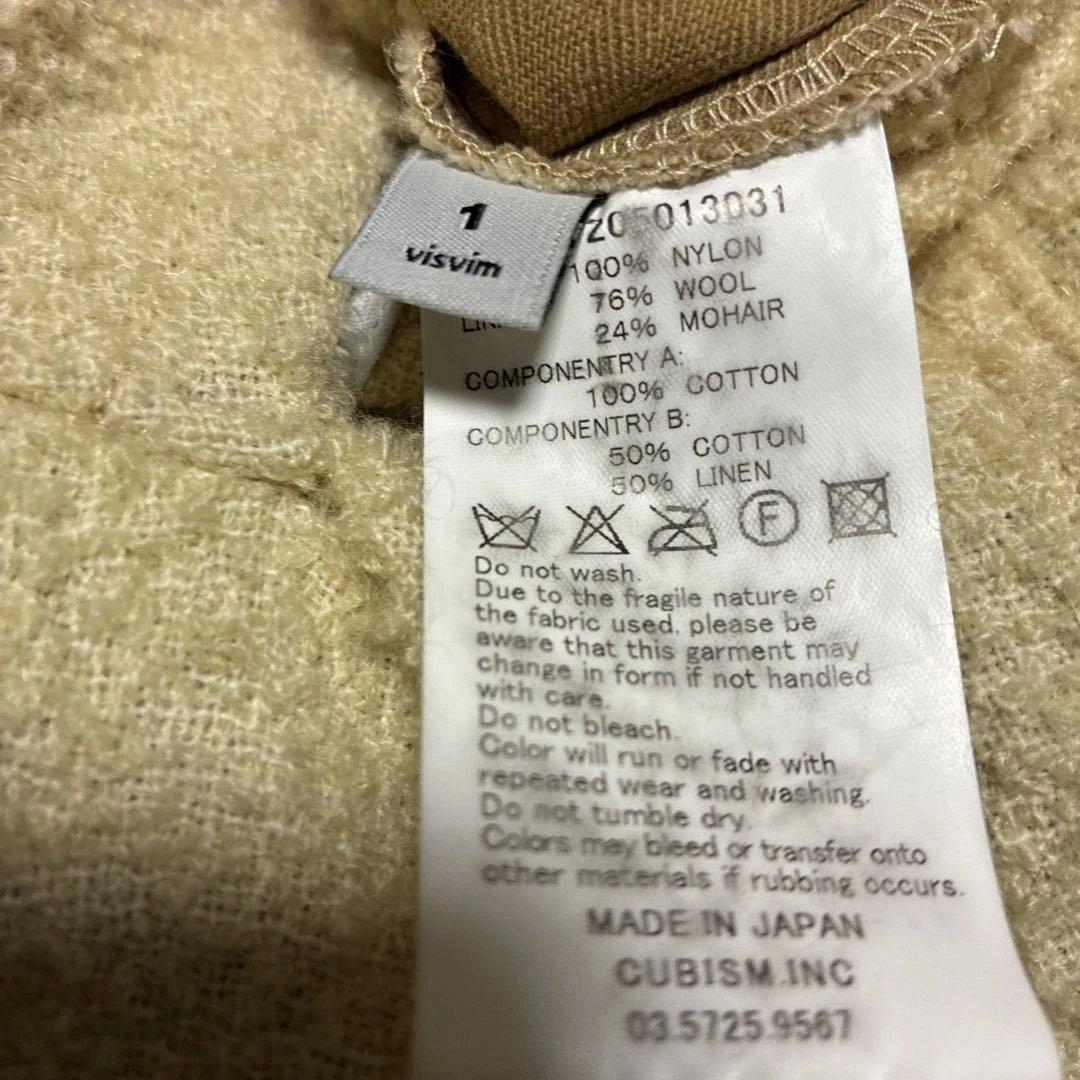 1
visvim
205013031
100% NYLON
76% WOOL
24% MOHAIR
COMPONENTRY A:
100% COTTON
COMPONENTRY B:
50% COTTON
50% LINEN
F
Do not wash.
Due to the fragile nature of
the fabric used, please be
aware that this garment may
change in form if not handled
with care.
Do not bleach.
Color will run or fade with
repeated wear and washing.
Do not tumble dry.
Colors may bleed or transfer onto
other materials if rubbing occurs.
MADE IN JAPAN
CUBISM.INC
03.5725.9567